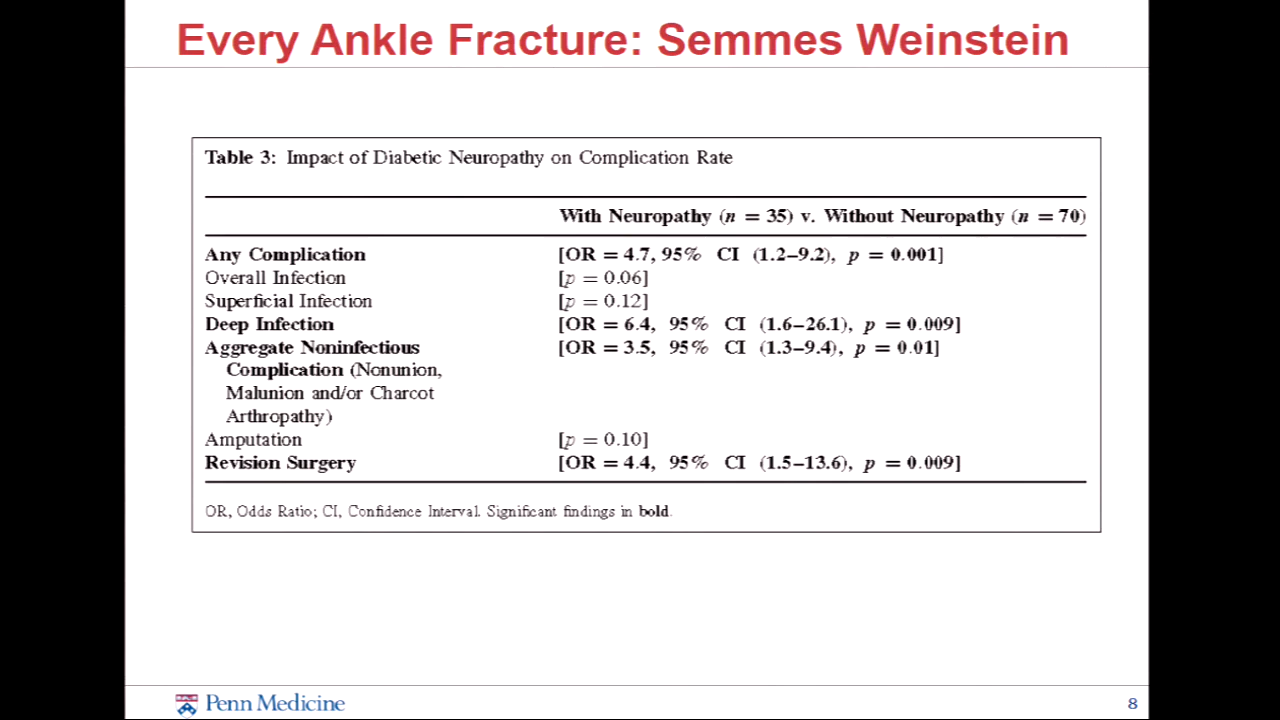 Every Ankle Fracture: Semmes Weinstein
Table 3: Impact of Diabetic Neuropathy on Complication Rate
With Neuropathy (n = 35) v. Without Neuropathy (n = 70)
Any Complication [OR = 4.7, 95% CI (1.2–9.2), p = 0.001]
Overall Infection [p = 0.06]
Superficial Infection [p = 0.12]
Deep Infection [OR = 6.4, 95% CI (1.6–26.1), p = 0.009]
Aggregate Noninfectious [OR = 3.5, 95% CI (1.3–9.4), p = 0.01]
Complication (Nonunion,
Malunion and/or Charcot
Arthropathy)
Amputation [p = 0.10]
Revision Surgery [OR = 4.4, 95% CI (1.5–13.6), p = 0.009]
OR, Odds Ratio; CI, Confidence Interval. Significant findings in bold.
Penn Medicine
8